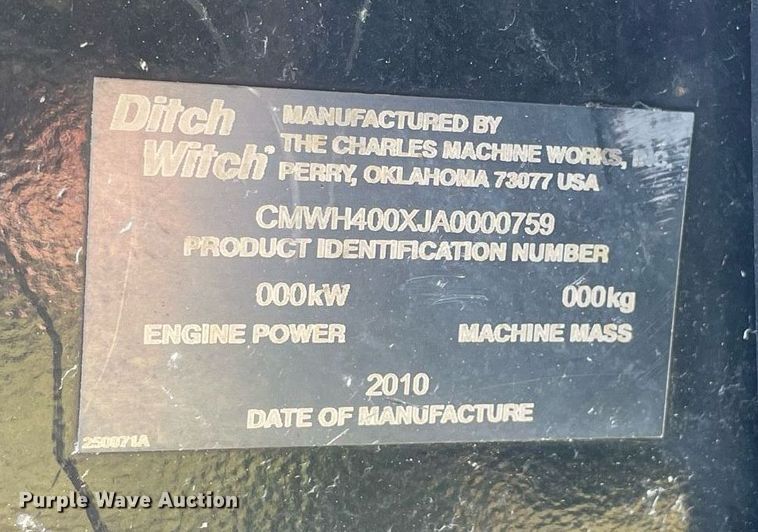 Ditch Witch®
MANUFACTURED BY
THE CHARLES MACHINE WORKS, INC.
PERRY, OKLAHOMA 73077 USA
CMWH400XJA0000759
PRODUCT IDENTIFICATION NUMBER
000kW 000kg
ENGINE POWER MACHINE MASS
2010
DATE OF MANUFACTURE
250071A
Purple Wave Auction